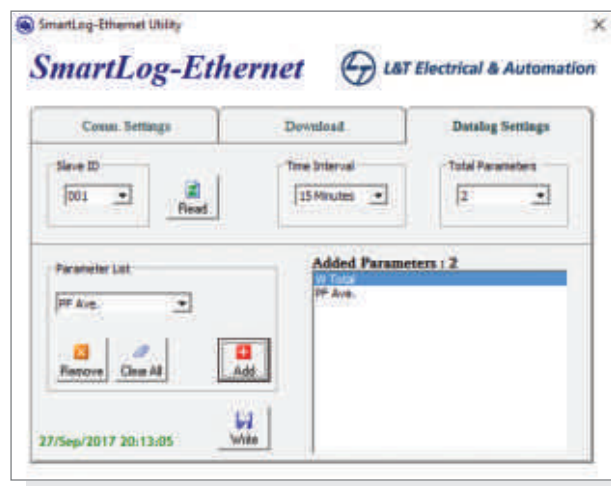 SmartLog-Ethernet Utility
SmartLog-Ethernet
L&T Electrical & Automation
Comm. Settings
Download
Datalog Settings
Slave ID
Time Interval
Total Parameters
001
Read
15 Minutes
2
Parameter List
Added Parameters : 2
W Total
PF Ave.
PF Ave.
Remove
Clear All
Add
Write
27/Sep/2017 20:13:05